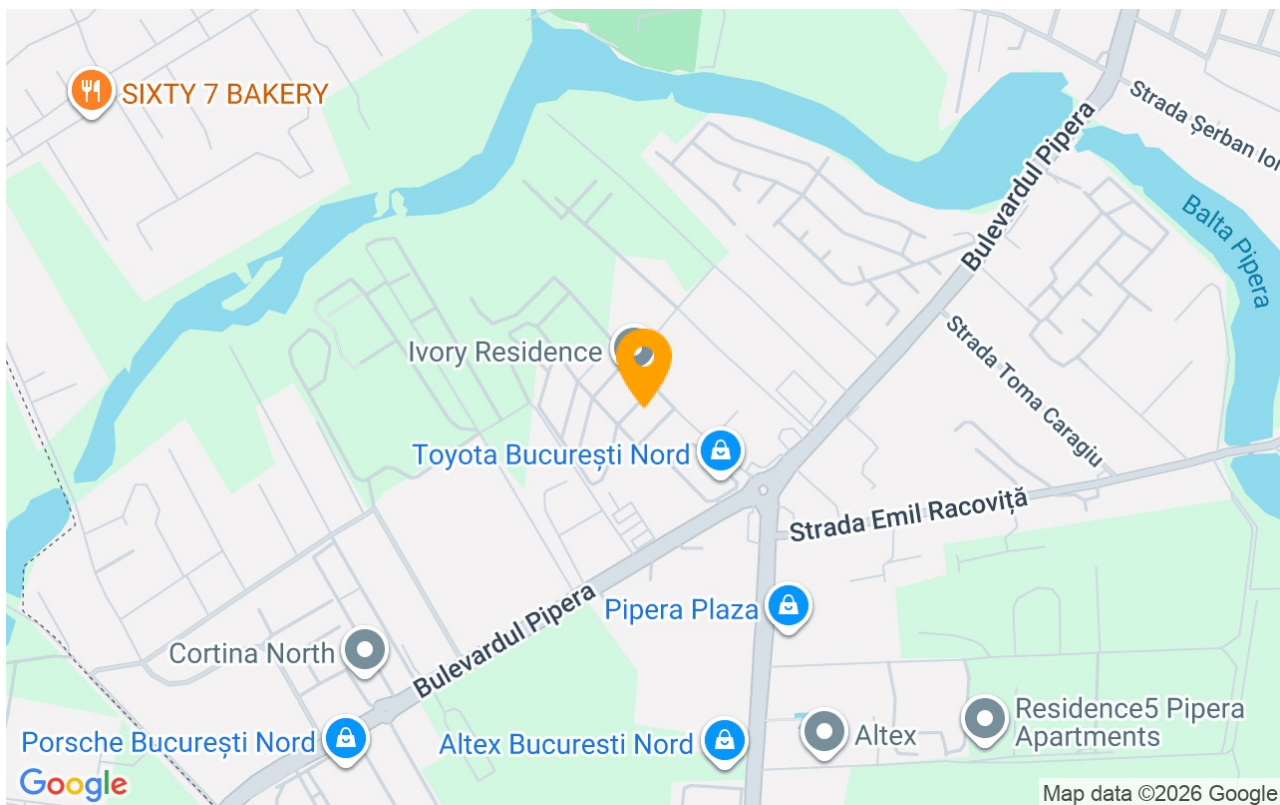 SIXTY 7 BAKERY
Strada Șerban Ion
Bulevardul Pipera
Balta Pipera
Ivory Residence
Strada Toma Caragiu
Toyota București Nord
Strada Emil Racoviță
Pipera Plaza
Bulevardul Pipera
Cortina North
Porsche București Nord
Altex Bucuresti Nord
Altex
Residence5 Pipera
Apartments
Google
Map data ©2026 Google